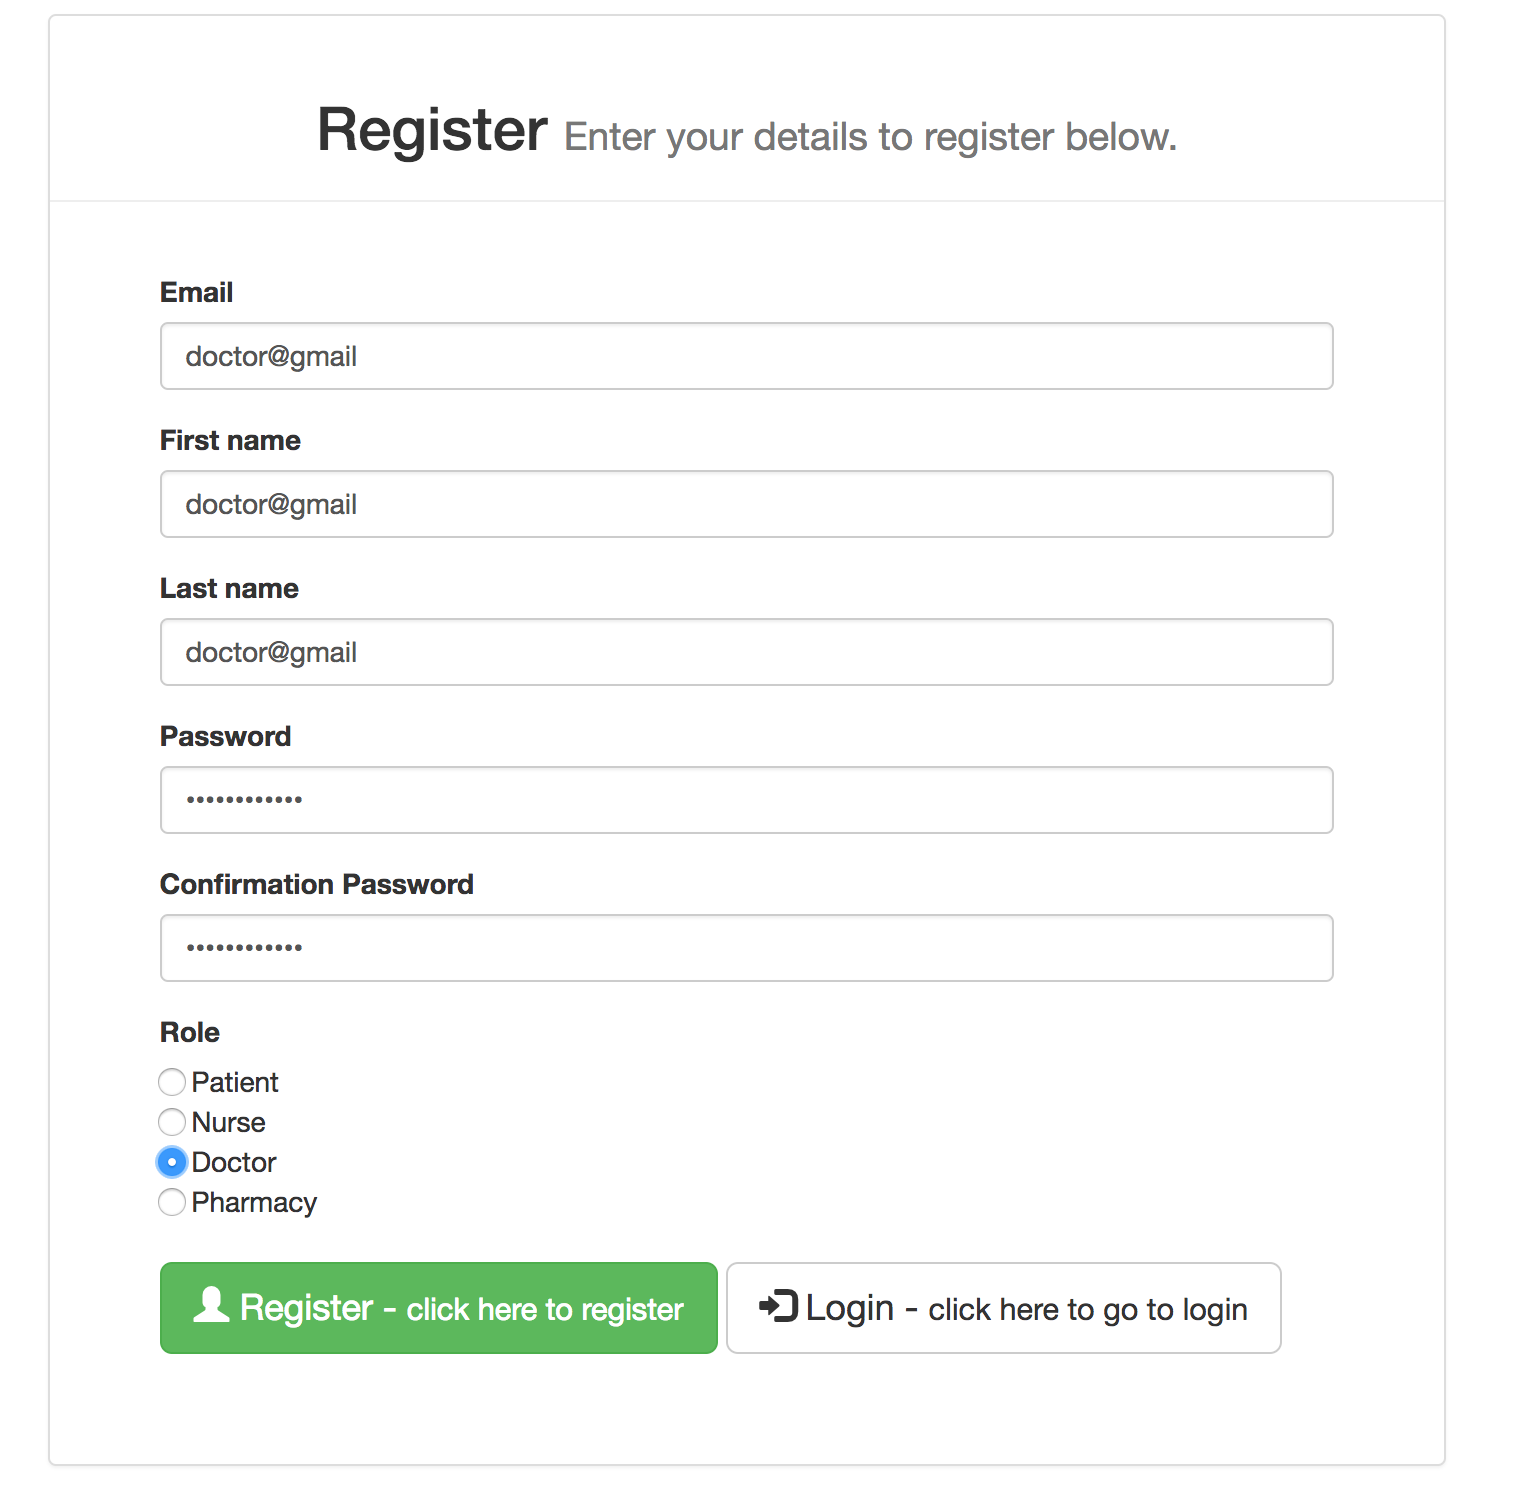 Register Enter your details to register below.
Email
doctor@gmail
First name
doctor@gmail
Last name
doctor@gmail
Password
••••••••••••
Confirmation Password
••••••••••••
Role
Patient
Nurse
Doctor
Pharmacy
Register - click here to register
Login - click here to go to login